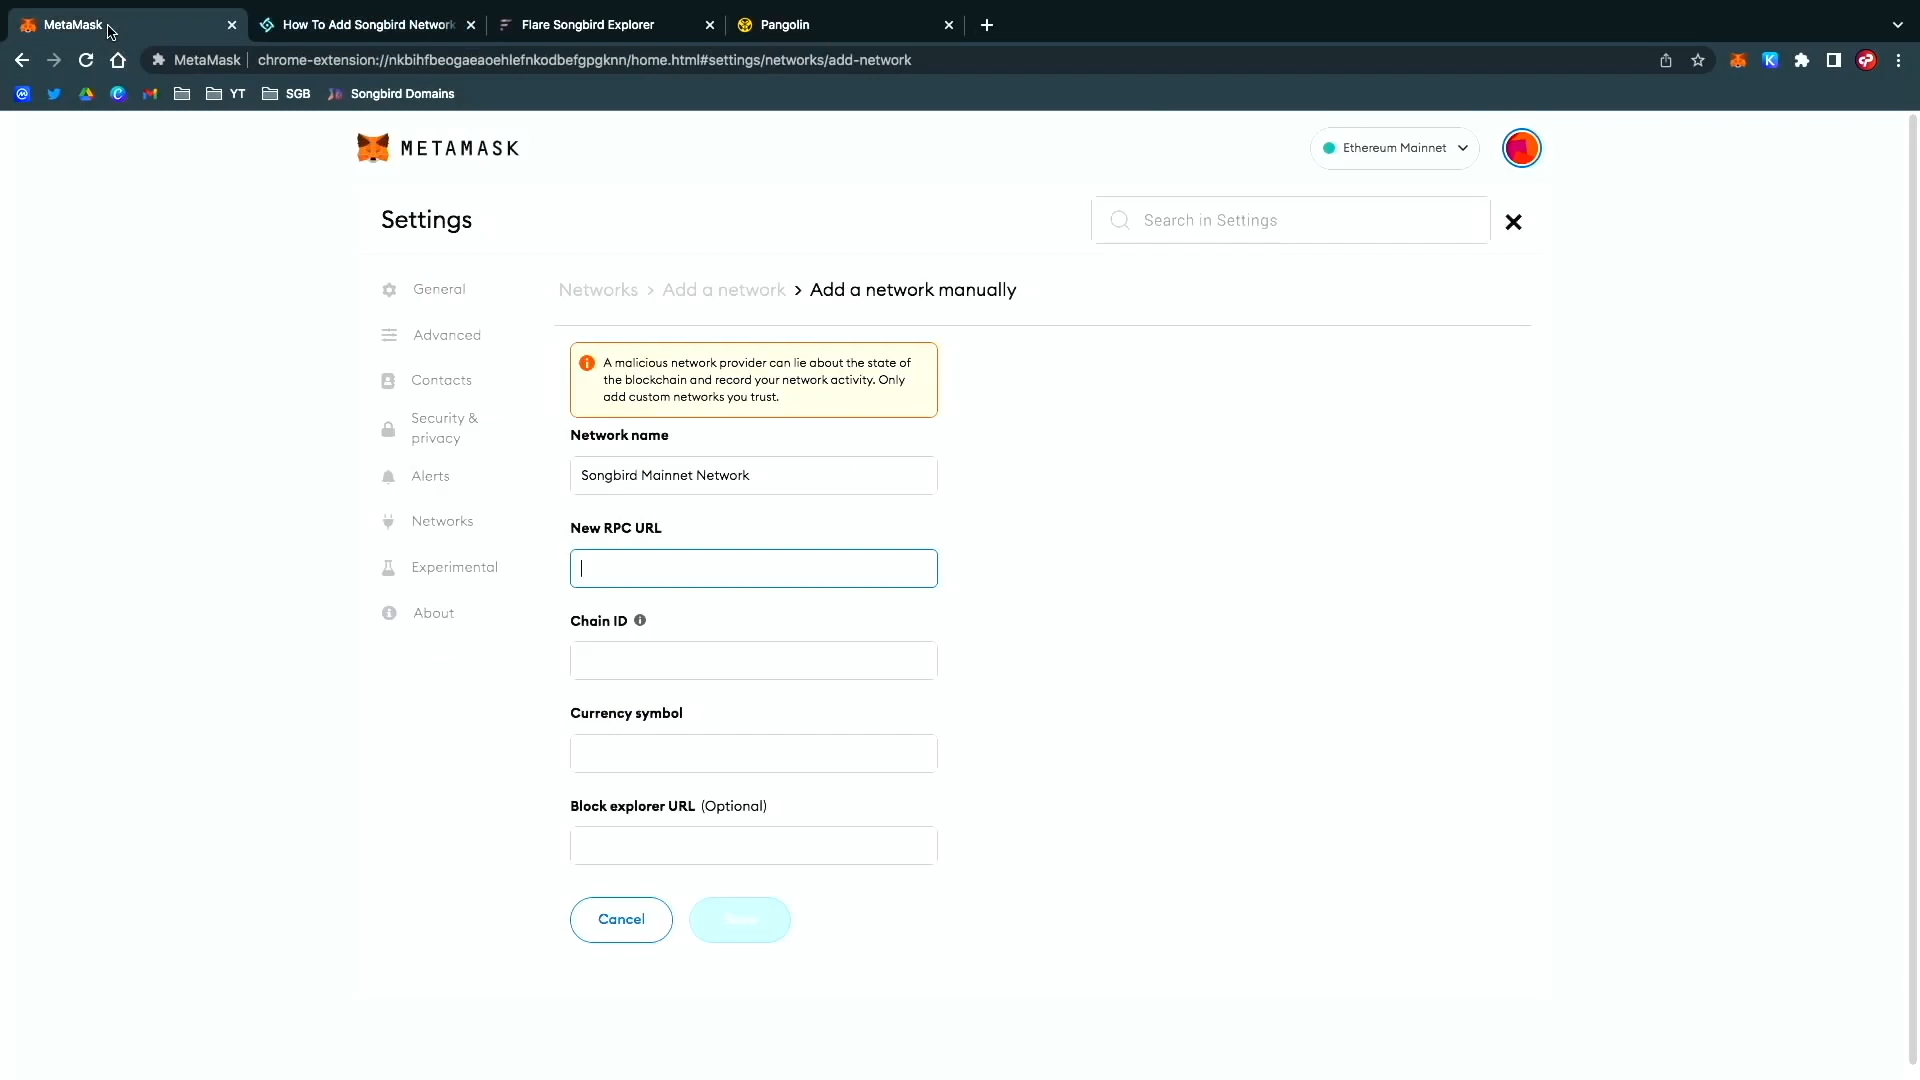 MetaMask
How To Add Songbird Network
Flare Songbird Explorer
Pangolin
MetaMask
chrome-extension://nkbihfbeogaeaoehlefnkodbefgpgknn/home.html#settings/networks/add-network
YT
SGB
Songbird Domains
METAMASK
Ethereum Mainnet
Settings
Search in Settings
General
Networks > Add a network > Add a network manually
Advanced
Contacts
Security &
privacy
Alerts
Networks
Experimental
About
A malicious network provider can lie about the state of
the blockchain and record your network activity. Only
add custom networks you trust.
Network name
Songbird Mainnet Network
New RPC URL
Chain ID
Currency symbol
Block explorer URL (Optional)
Cancel